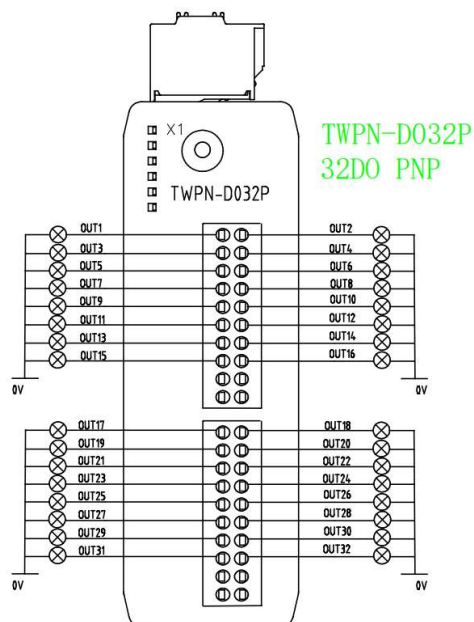 X1
TWPN-D032P
32DO PNP
TWPN-D032P
OUT1 OUT2
OUT3 OUT4
OUT5 OUT6
OUT7 OUT8
OUT9 OUT10
OUT11 OUT12
OUT13 OUT14
OUT15 OUT16
0V 0V
OUT17 OUT18
OUT19 OUT20
OUT21 OUT22
OUT23 OUT24
OUT25 OUT26
OUT27 OUT28
OUT29 OUT30
OUT31 OUT32
0V 0V